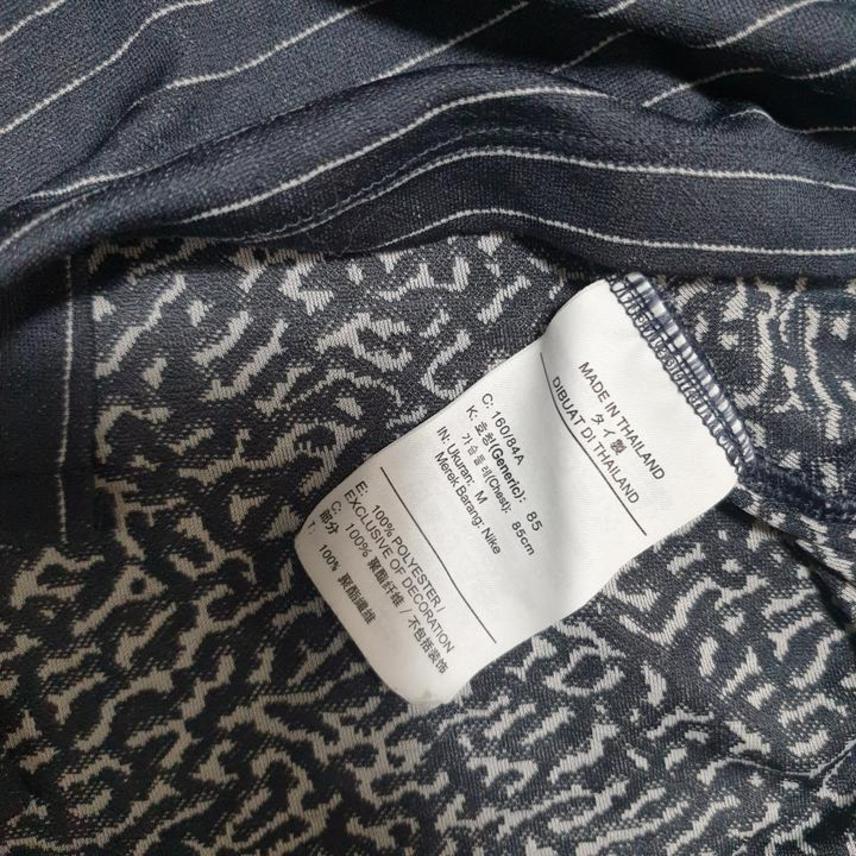 MADE IN THAILAND
タイ製
DIBUAT DI THAILAND
C: 160/84A
K: 호칭(Generic): 85
가슴둘레(Chest): 85cm
IN: Ukuran: M
Merek Barang: Nike
E: 100% POLYESTER /
EXCLUSIVE OF DECORATION
C: 100% 聚酯纤维 / 不包括装饰
部分
T: 100% 聚酯纖維